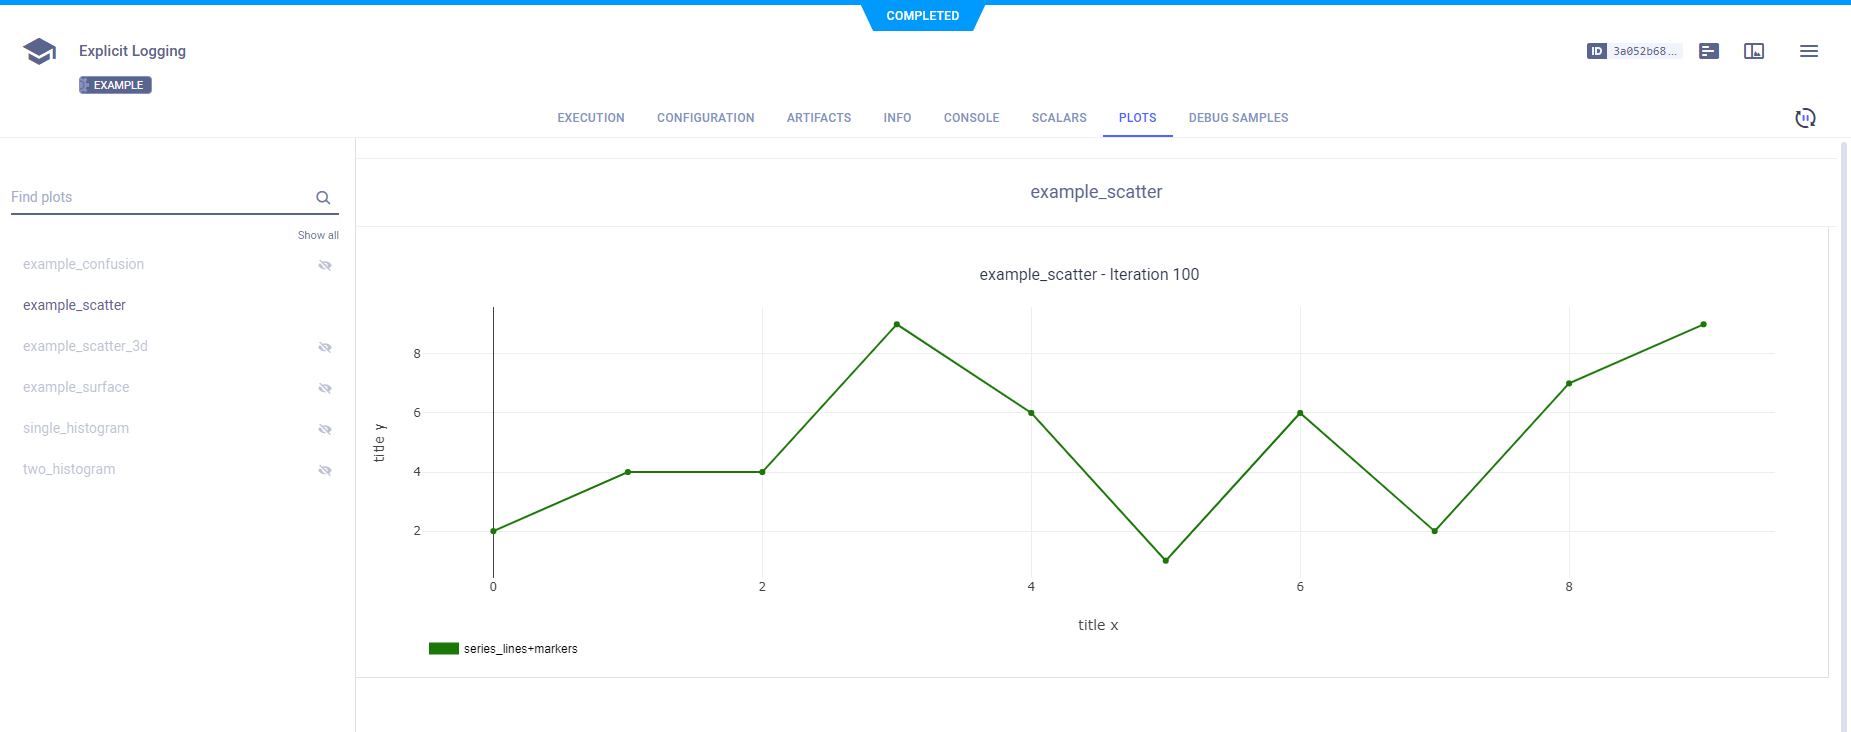 COMPLETED
Explicit Logging
EXAMPLE
ID 3a052b68...
EXECUTION CONFIGURATION ARTIFACTS INFO CONSOLE SCALARS PLOTS DEBUG SAMPLES
Find plots
Show all
example_confusion
example_scatter
example_scatter_3d
example_surface
single_histogram
two_histogram
example_scatter
example_scatter - Iteration 100
8
6
4
2
title y
0 2 4 6 8
title x
series_lines+markers